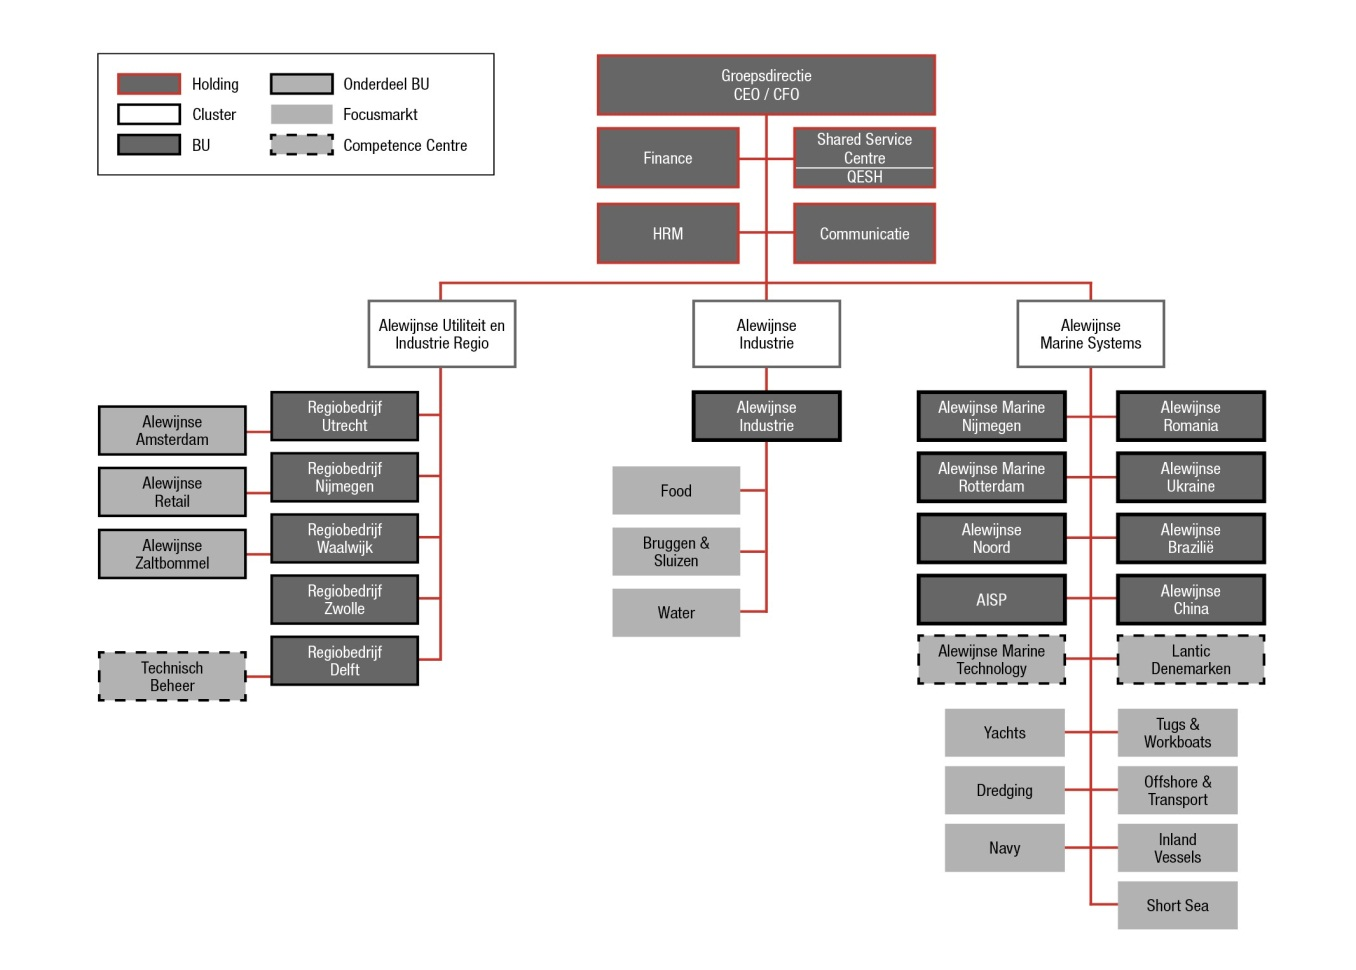 Holding
Cluster
BU
Onderdeel BU
Focusmarkt
Competence Centre
Groepsdirectie
CEO / CFO
Finance
Shared Service
Centre
QESH
HRM
Communicatie
Alewijnse Utiliteit en
Industrie Regio
Alewijnse
Industrie
Alewijnse
Marine Systems
Alewijnse
Amsterdam
Regiobedrijf
Utrecht
Alewijnse
Retail
Regiobedrijf
Nijmegen
Alewijnse
Zaltbommel
Regiobedrijf
Waalwijk
Regiobedrijf
Zwolle
Technisch
Beheer
Regiobedrijf
Delft
Alewijnse
Industrie
Food
Bruggen &
Sluizen
Water
Alewijnse Marine
Nijmegen
Alewijnse
Romania
Alewijnse Marine
Rotterdam
Alewijnse
Ukraine
Alewijnse
Noord
Alewijnse
Brazilië
AISP
Alewijnse
China
Alewijnse Marine
Technology
Lantic
Denemarken
Yachts
Tugs &
Workboats
Dredging
Offshore &
Transport
Navy
Inland
Vessels
Short Sea